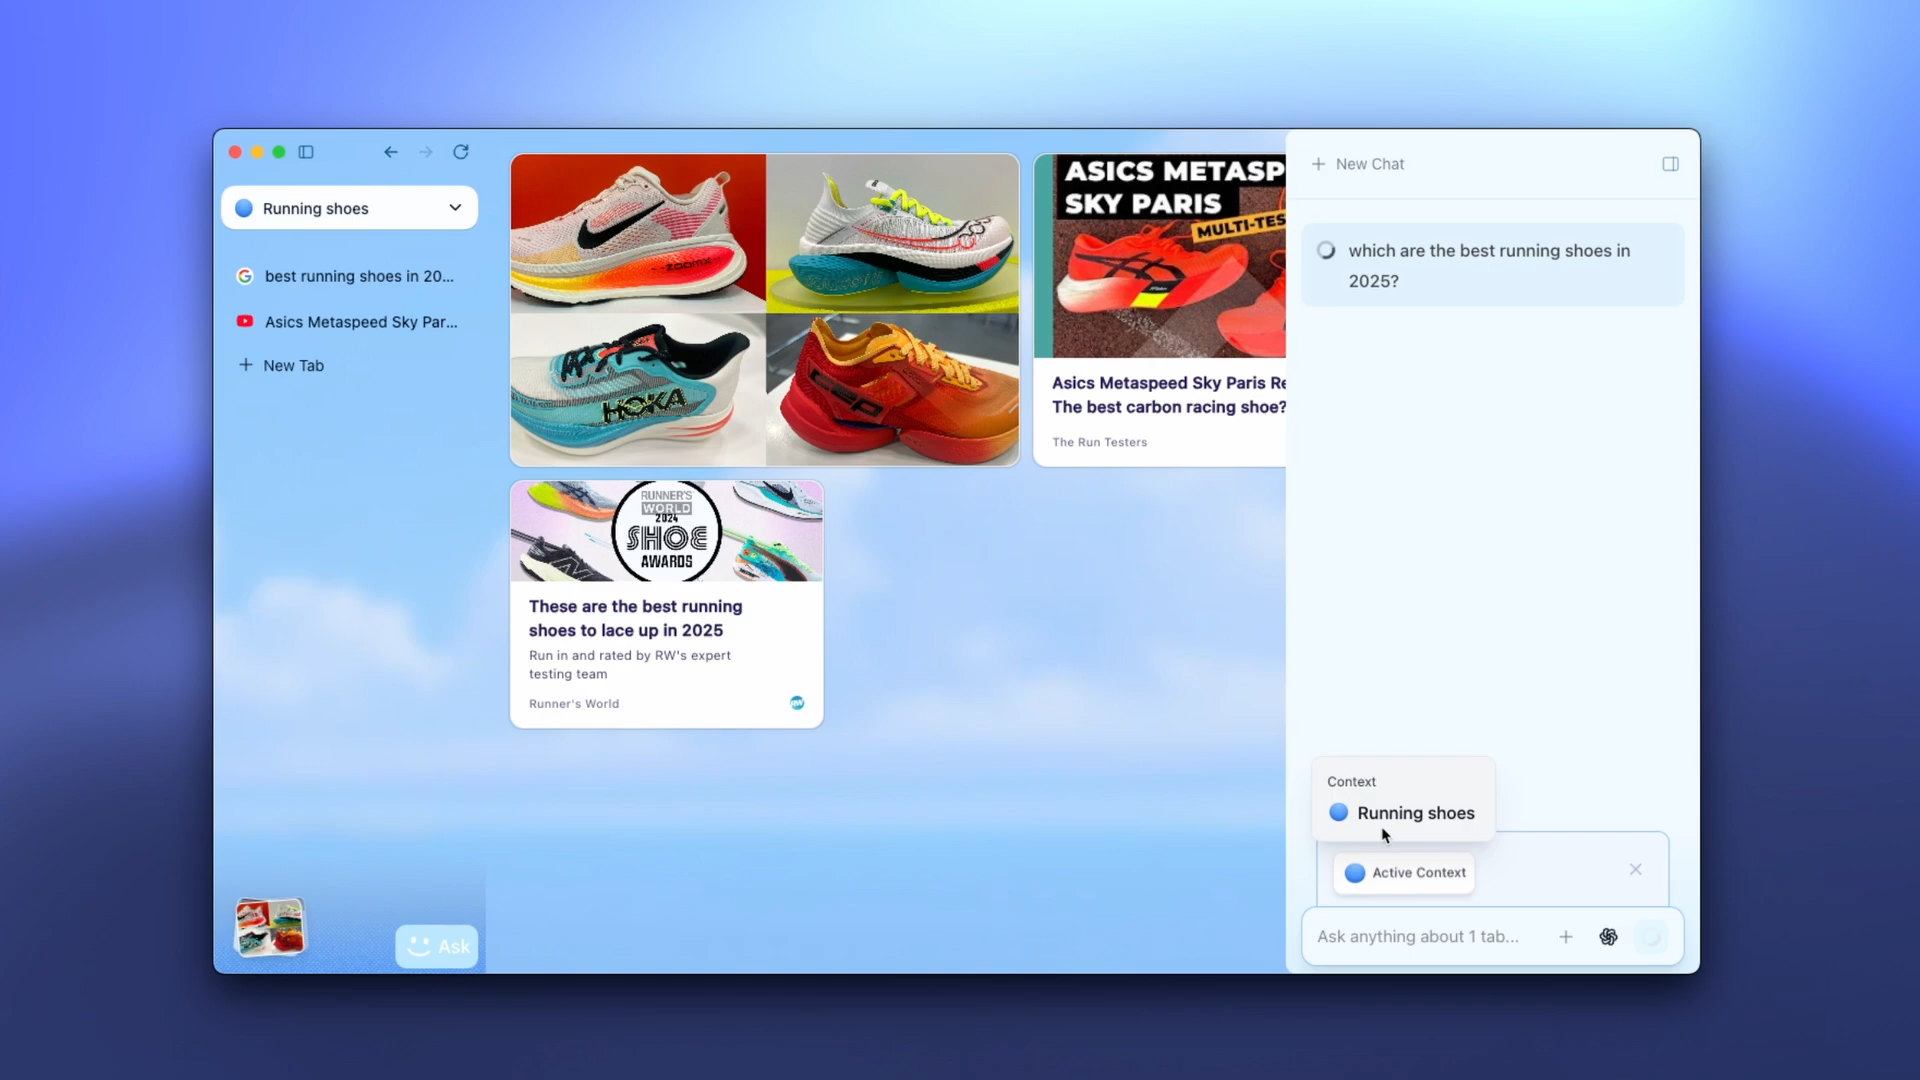 Running shoes
best running shoes in 20...
Asics Metaspeed Sky Par...
New Tab
Ask
ZOOMX
HOKA
CEP
ASICS METASP
SKY PARIS
MULTI-TES
Asics Metaspeed Sky Paris Re
The best carbon racing shoe?
The Run Testers
RUNNER'S
WORLD
2024
SHOE
AWARDS
These are the best running
shoes to lace up in 2025
Run in and rated by RW's expert
testing team
Runner's World
RW
New Chat
which are the best running shoes in
2025?
Context
Running shoes
Active Context
Ask anything about 1 tab...